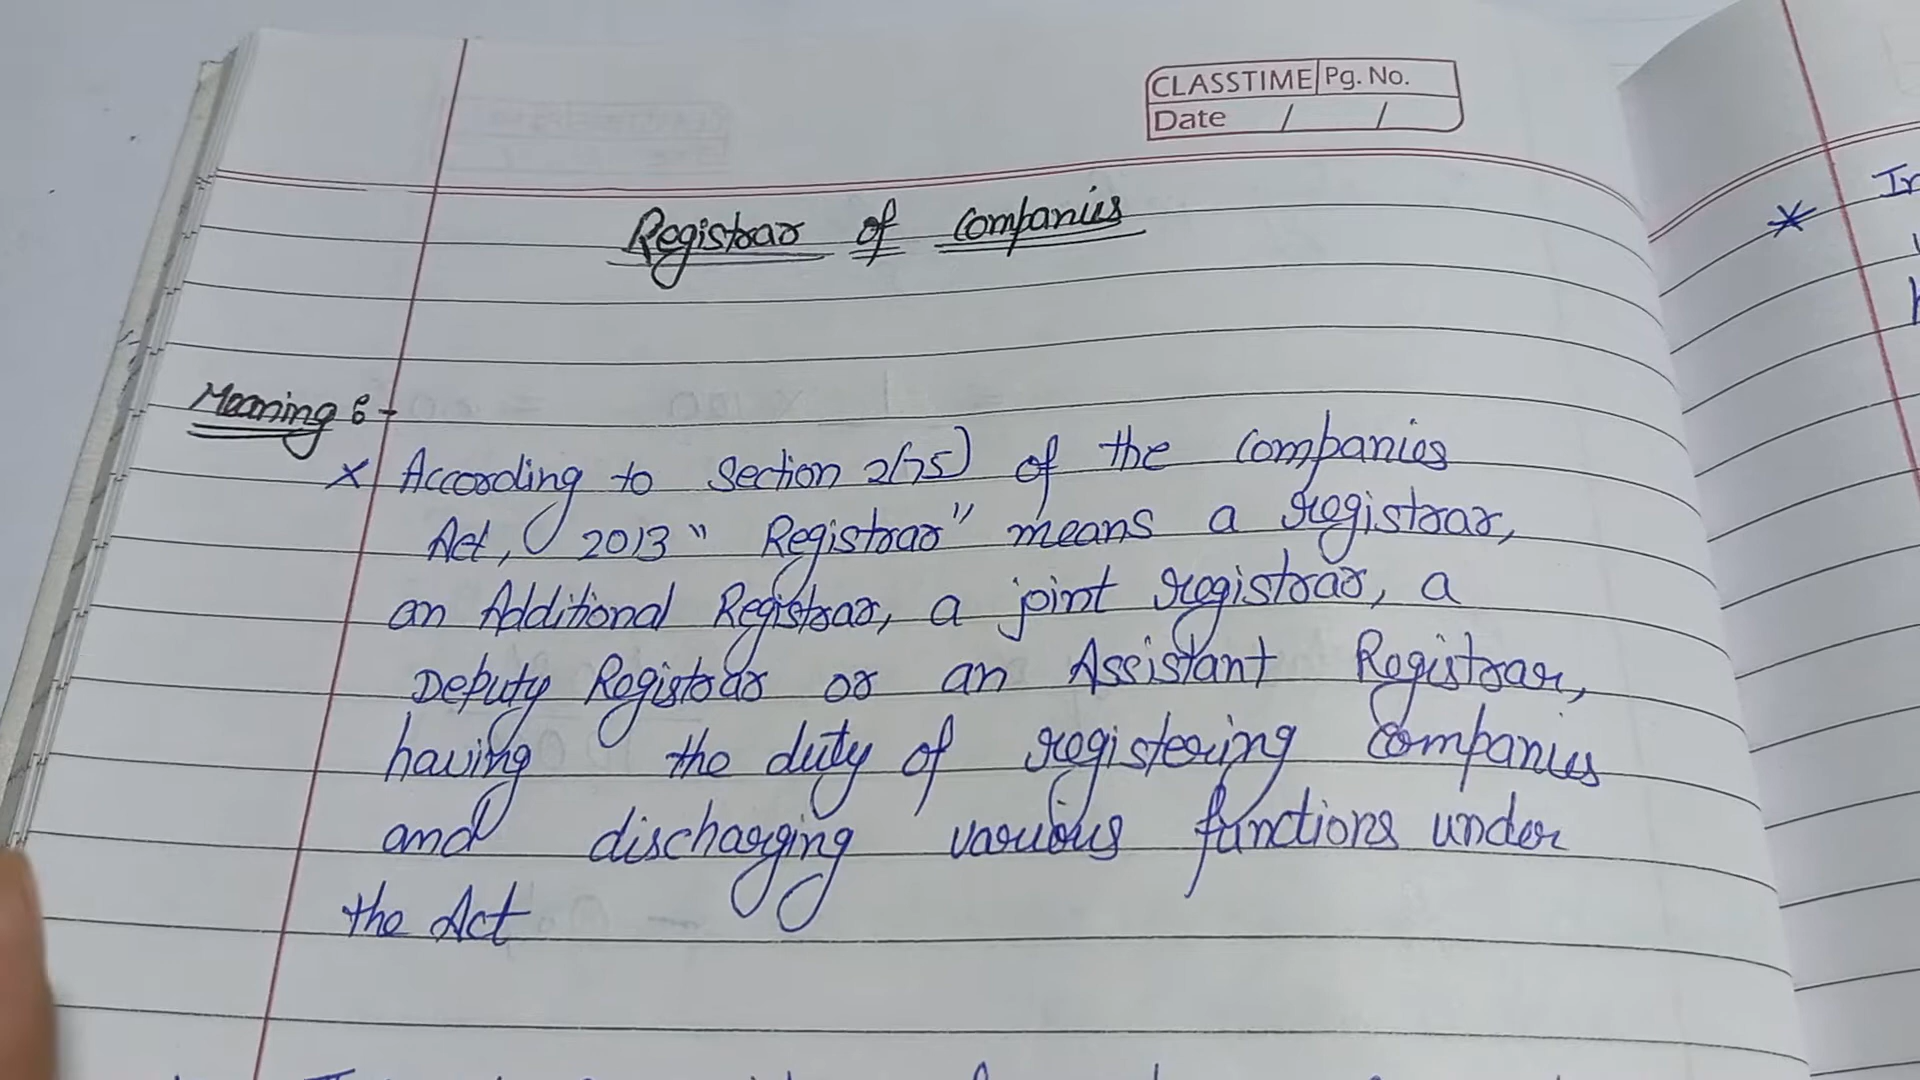 CLASSTIME Pg. No.
Date / /
Registrar of Companies
Meaning :-
x According to Section 2(75) of the Companies
Act, 2013 " Registrar" means a registrar,
an Additional Registrar, a joint registrar, a
Deputy Registrar or an Assistant Registrar,
having the duty of registering Companies
and discharging various functions under
the Act